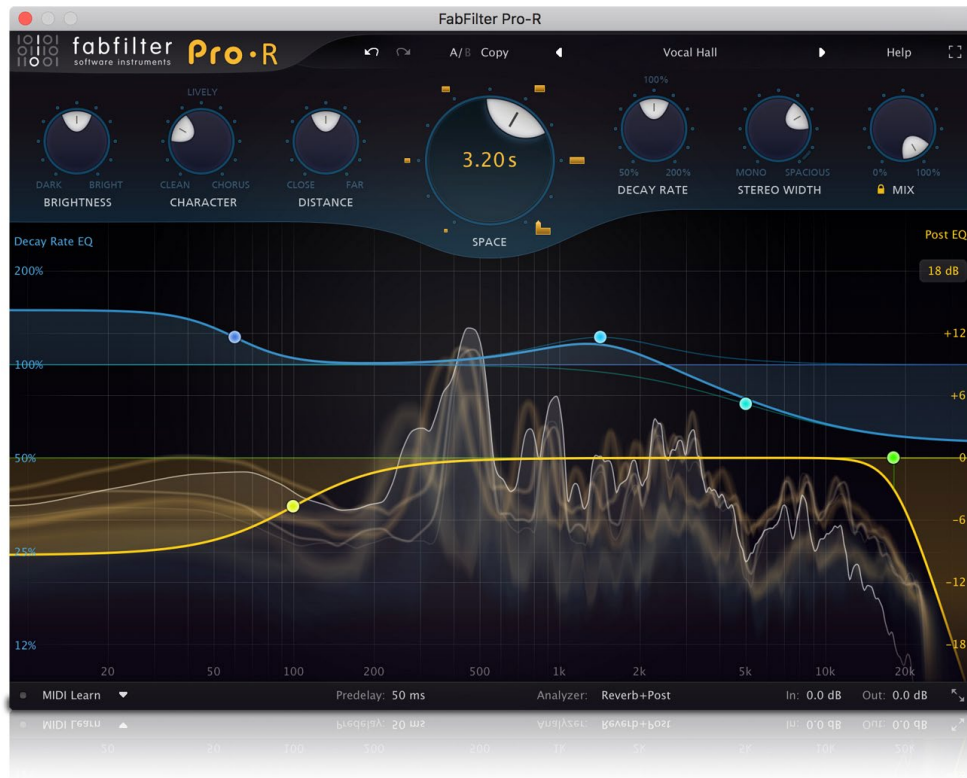 FabFilter Pro-R
fabfilter
software instruments
Pro·R
A/B Copy
Vocal Hall
Help
DARK BRIGHT
BRIGHTNESS
LIVELY
CLEAN CHORUS
CHARACTER
CLOSE FAR
DISTANCE
3.20s
SPACE
100%
50% 200%
DECAY RATE
MONO SPACIOUS
STEREO WIDTH
0% 100%
MIX
Decay Rate EQ
Post EQ
200%
18 dB
+12
100%
+6
50%
0
-6
25%
-12
12%
-18
20 50 100 200 500 1k 2k 5k 10k 20k
MIDI Learn Predelay: 50 ms Analyzer: Reverb+Post In: 0.0 dB Out: 0.0 dB